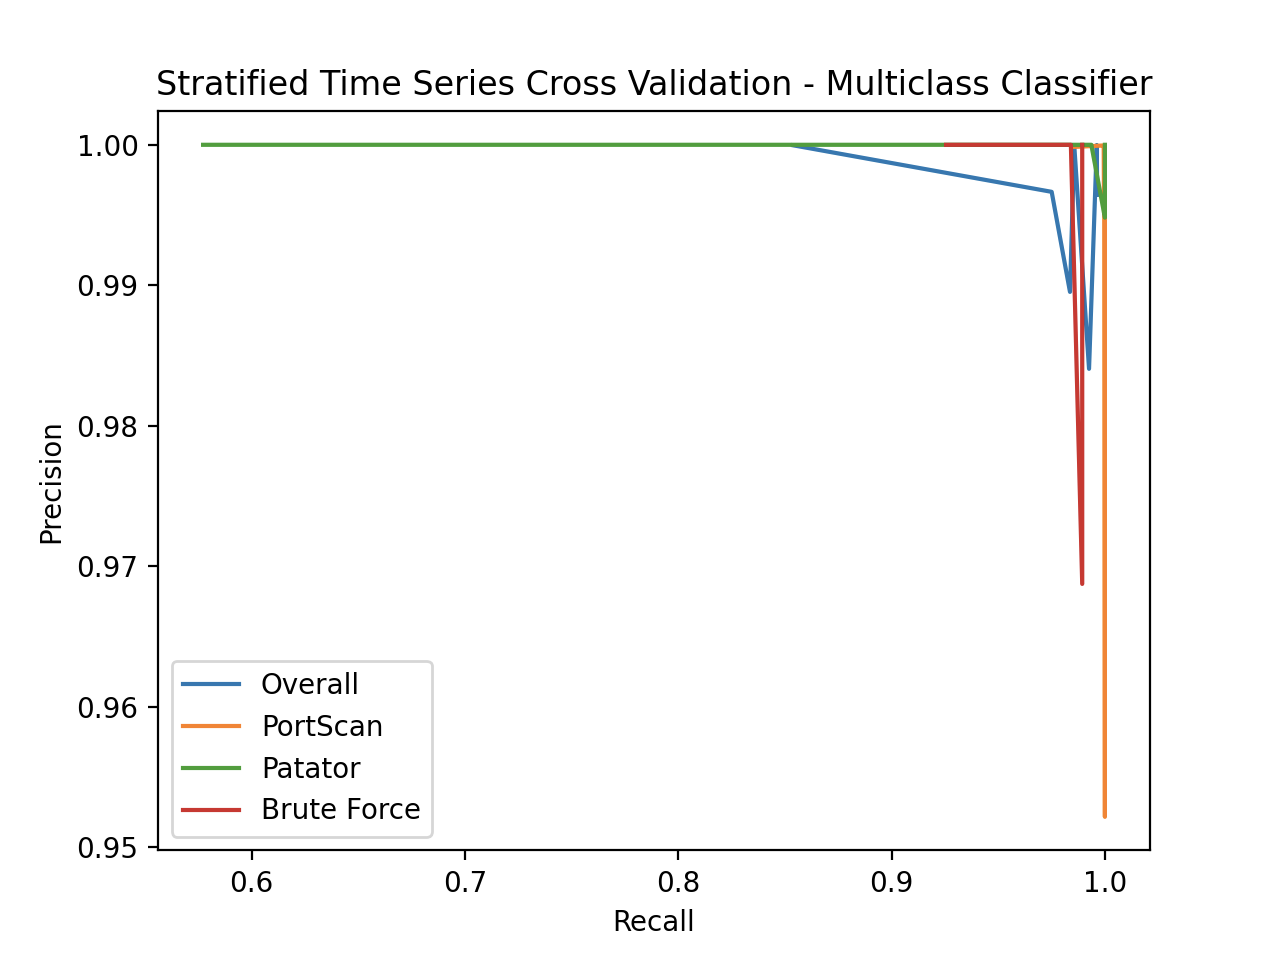 Stratified Time Series Cross Validation - Multiclass Classifier
1.00
0.99
0.98
0.97
0.96
0.95
Precision
Overall
PortScan
Patator
Brute Force
0.6 0.7 0.8 0.9 1.0
Recall